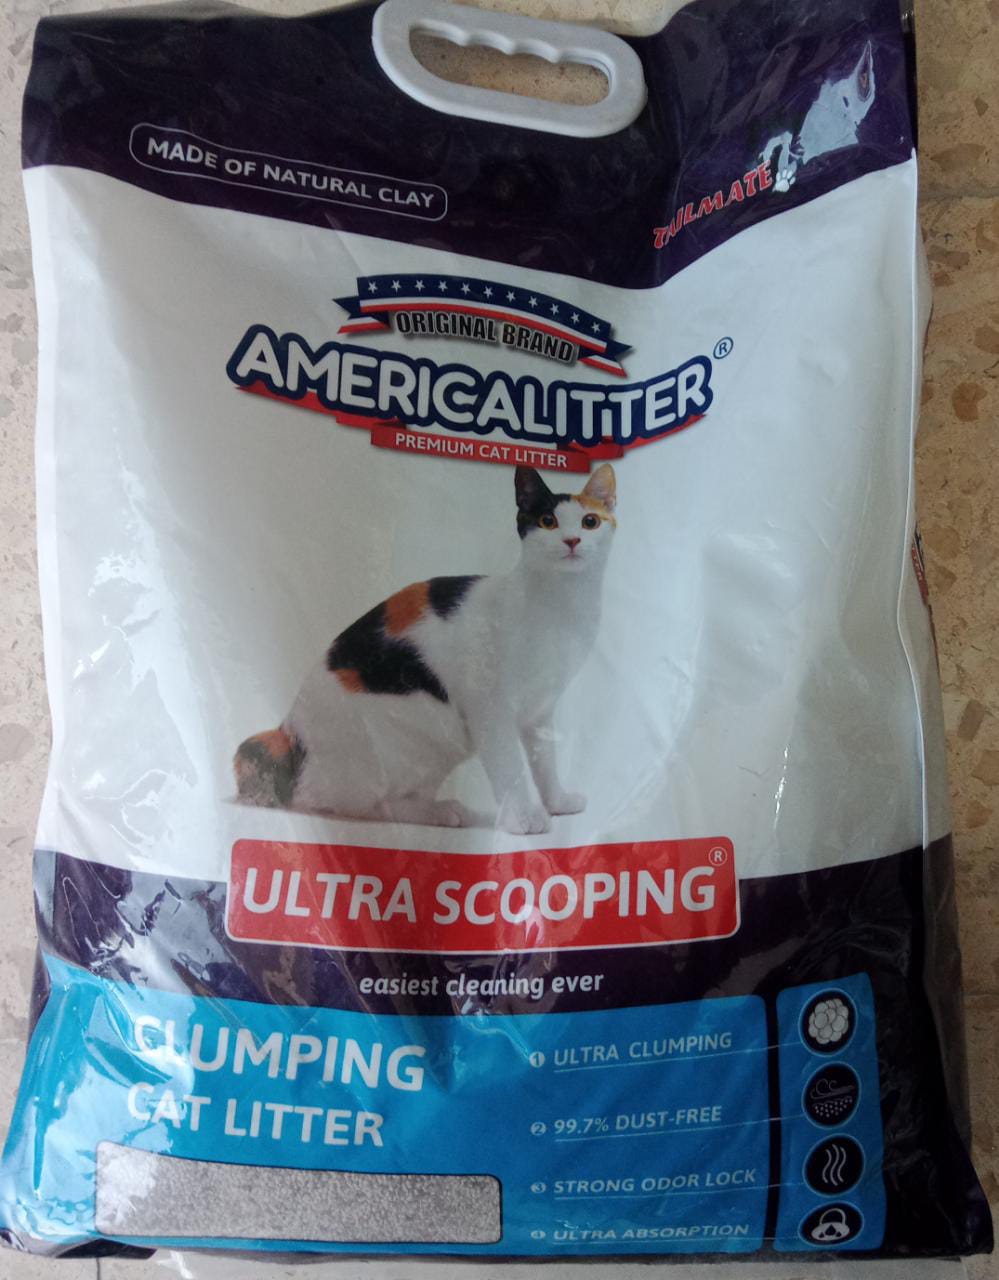 MADE OF NATURAL CLAY
TAILMATE
ORIGINAL BRAND
AMERICALITTER ®
PREMIUM CAT LITTER
ULTRA SCOOPING ®
easiest cleaning ever
CLUMPING
CAT LITTER
1 ULTRA CLUMPING
2 99.7% DUST-FREE
3 STRONG ODOR LOCK
4 ULTRA ABSORPTION